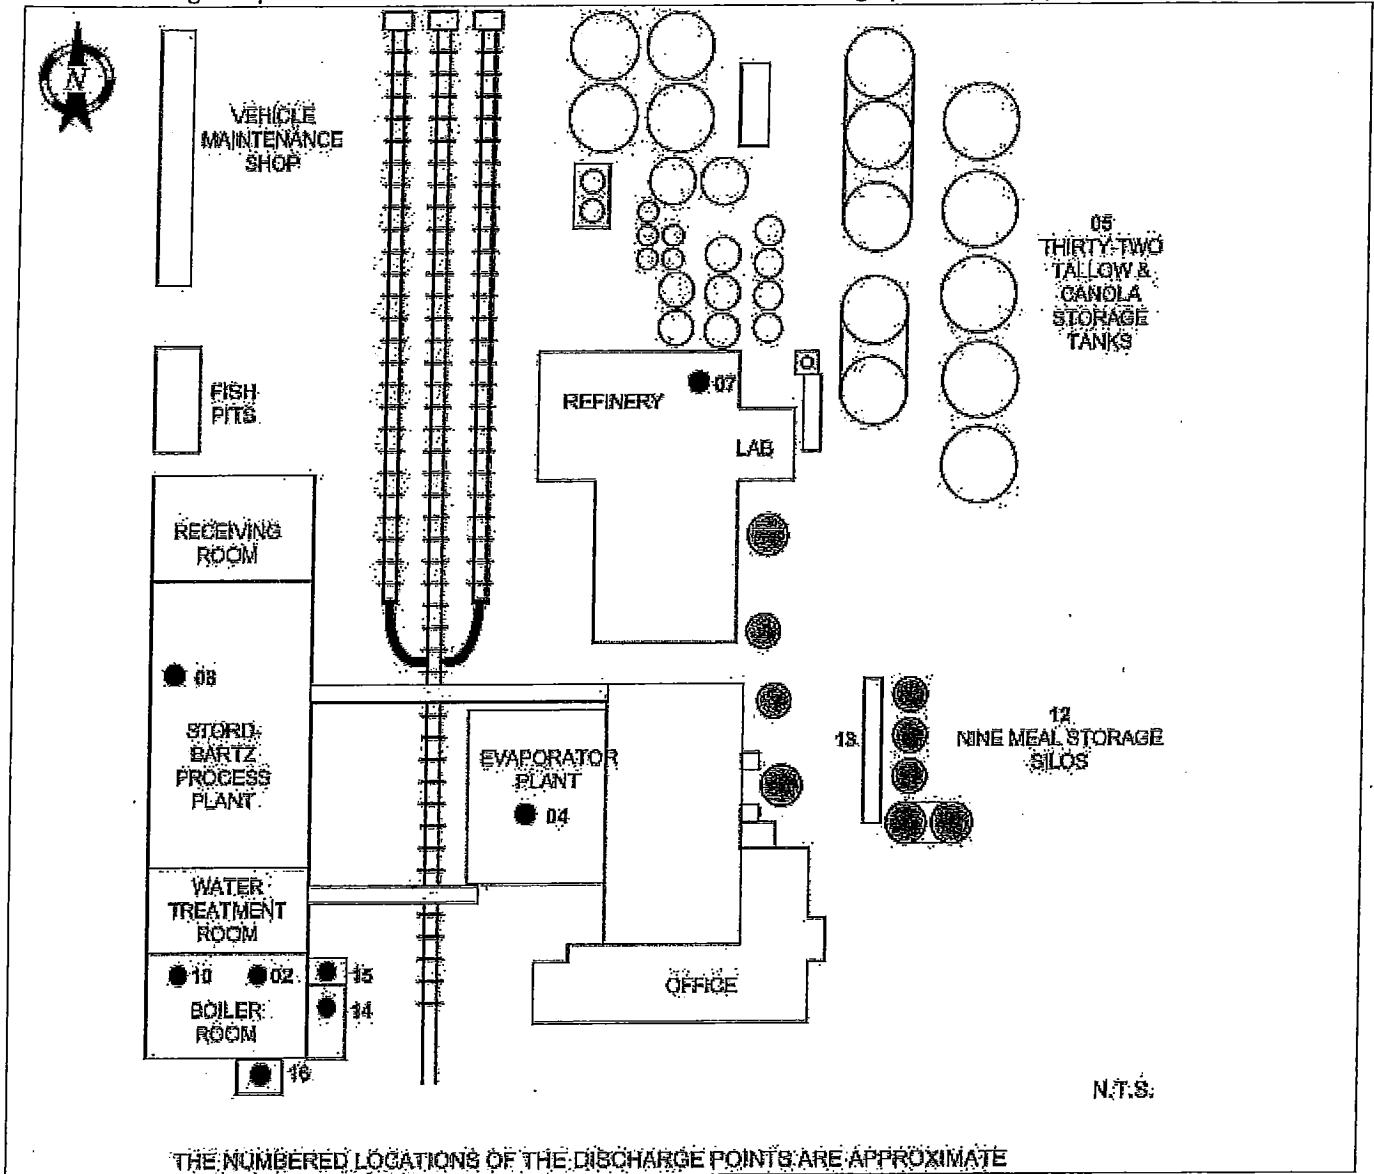 N
VEHICLE
MAINTENANCE
SHOP
05
THIRTY-TWO
TALLOW &
CANOLA
STORAGE
TANKS
FISH
PITS
REFINERY
07
LAB
RECEIVING
ROOM
STORD-
BARTZ
PROCESS
PLANT
EVAPORATOR
PLANT
04
13
12
NINE MEAL STORAGE
SILOS
WATER
TREATMENT
ROOM
10
02
15
14
BOILER
ROOM
16
OFFICE
N.T.S.
THE NUMBERED LOCATIONS OF THE DISCHARGE POINTS ARE APPROXIMATE